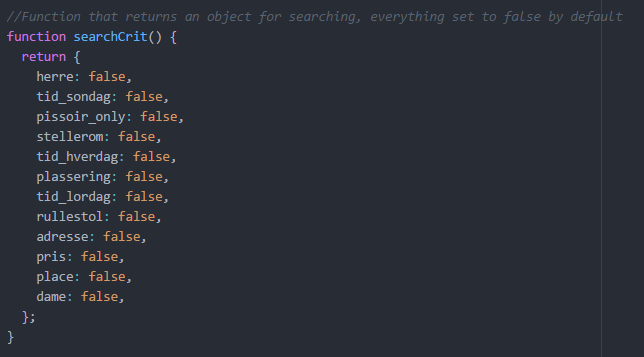 //Function that returns an object for searching, everything set to false by default
function searchCrit() {
  return {
    herre: false,
    tid_sondag: false,
    pissoir_only: false,
    stellerom: false,
    tid_hverdag: false,
    plassering: false,
    tid_lordag: false,
    rullestol: false,
    adresse: false,
    pris: false,
    place: false,
    dame: false,
  };
}